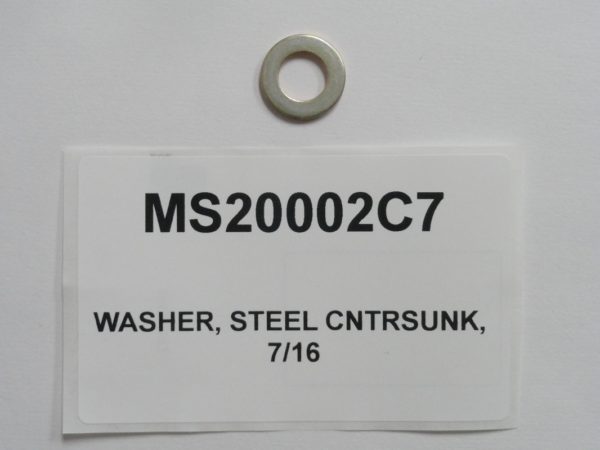 MS20002C7
WASHER, STEEL CNTRSUNK,
7/16